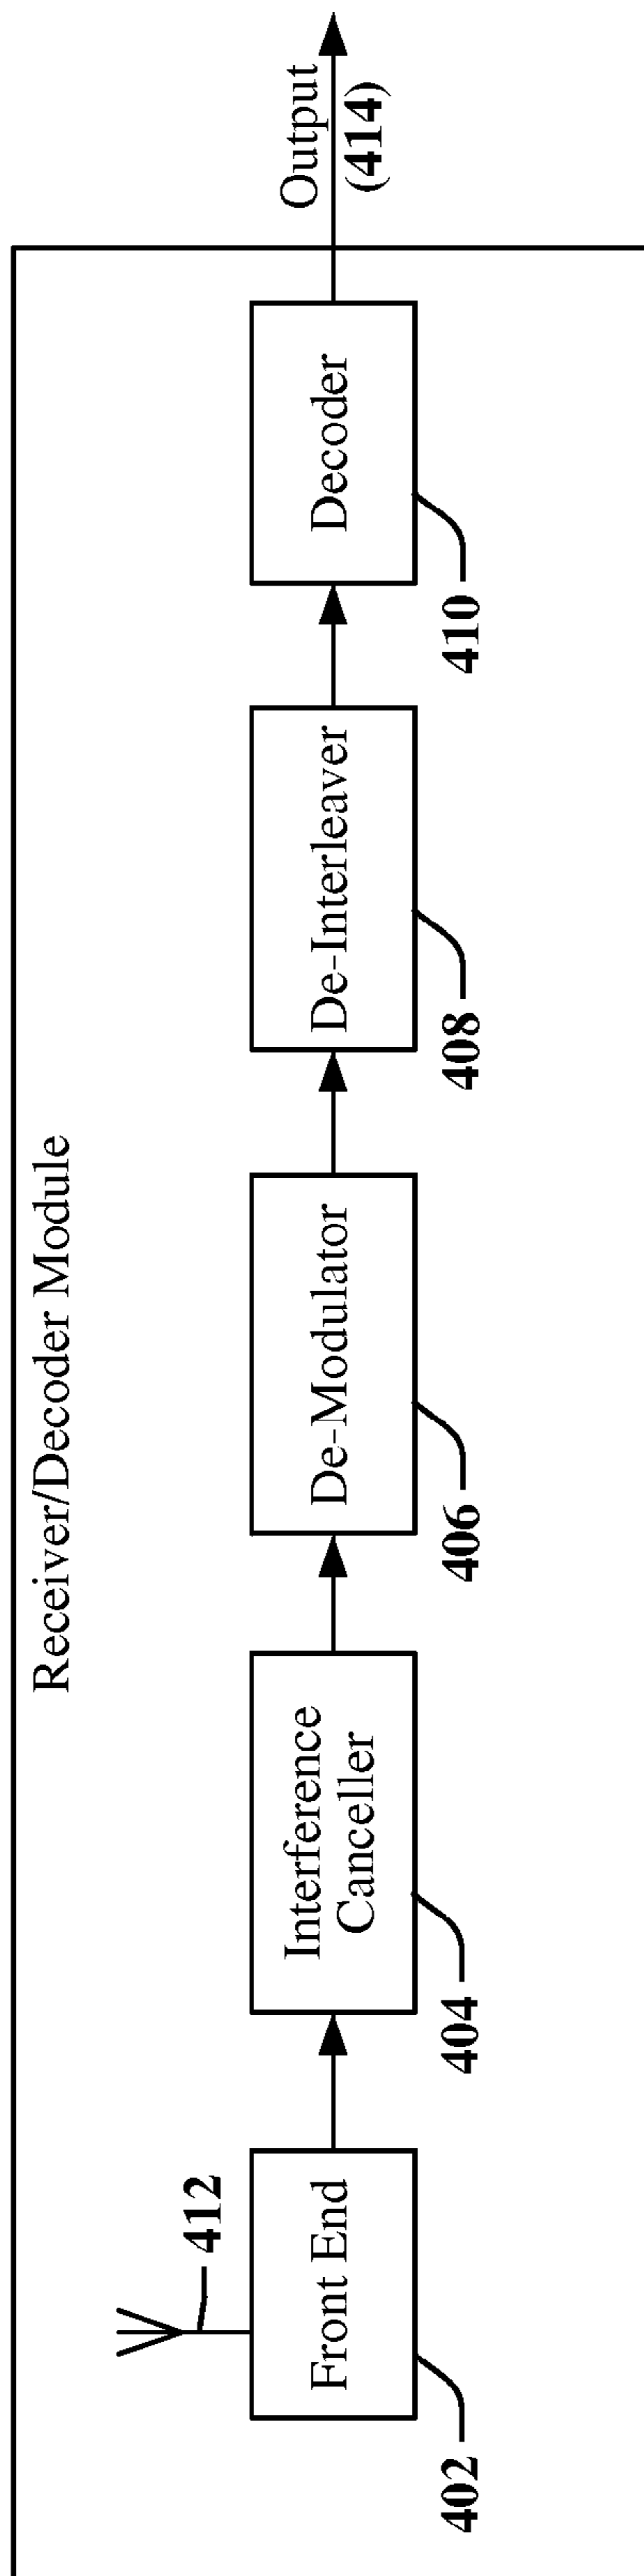 Receiver/Decoder Module
412
Front End
402
Interference
Canceller
404
De-Modulator
406
De-Interleaver
408
Decoder
410
Output
(414)